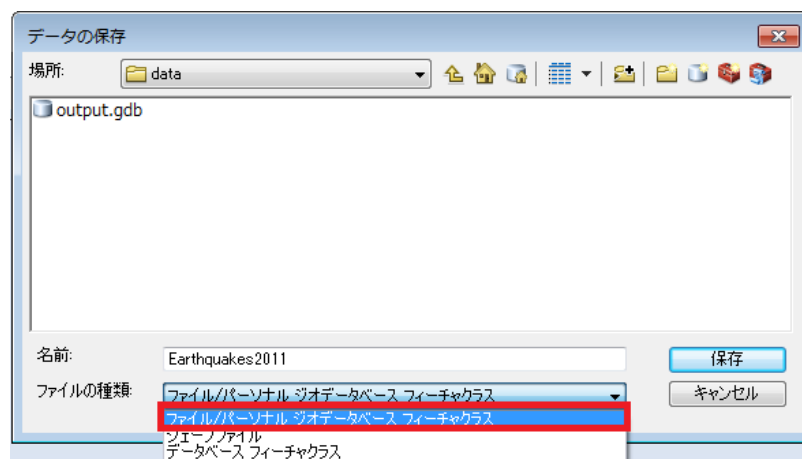 データの保存
場所:
data
output.gdb
名前:
Earthquakes2011
保存
ファイルの種類:
ファイル/パーソナル ジオデータベース フィーチャクラス
キャンセル
ファイル/パーソナル ジオデータベース フィーチャクラス
シェープファイル
データベース フィーチャクラス